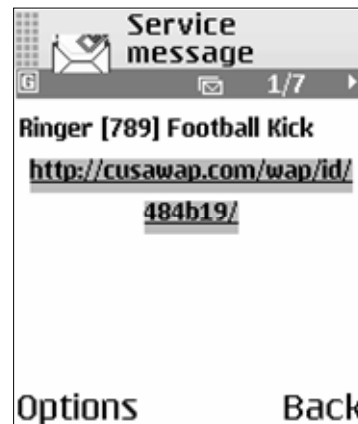 Service
message
G
1/7
Ringer [789] Football Kick
http://cusawap.com/wap/id/
484b19/
Options Back